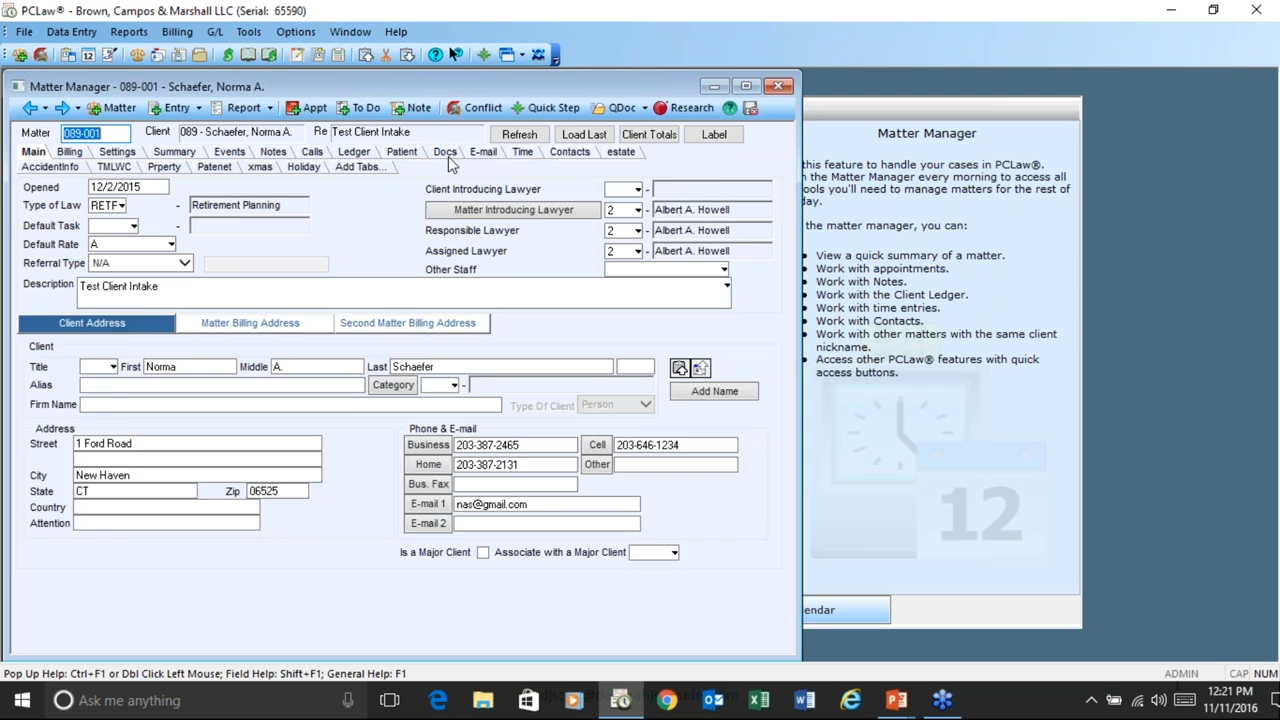 PCLaw - Brown, Campos & Marshall LLC (Serial: 65590)
File Data Entry Reports Billing G/L Tools Options Window Help
Matter Manager - 089-001 - Schaefer, Norma A.
Matter Entry Report Appt To Do Note Conflict Quick Step QDoc Research
Matter 089-001 Client 089 - Schaefer, Norma A. Re Test Client Intake Refresh Load Last Client Totals Label
Main Billing Settings Summary Events Notes Calls Ledger Patient Docs E-mail Time Contacts estate
AccidentInfo TMLWC Prperty Patenet xmas Holiday Add Tabs...
Opened 12/2/2015
Type of Law RETF - Retirement Planning
Default Task -
Default Rate A
Referral Type N/A
Client Introducing Lawyer -
Matter Introducing Lawyer 2 - Albert A. Howell
Responsible Lawyer 2 - Albert A. Howell
Assigned Lawyer 2 - Albert A. Howell
Other Staff
Description Test Client Intake
Client Address Matter Billing Address Second Matter Billing Address
Client
Title First Norma Middle A. Last Schaefer
Alias Category - Add Name
Firm Name Type Of Client Person
Address
Street 1 Ford Road
City New Haven
State CT Zip 06525
Country
Attention
Phone & E-mail
Business 203-387-2465 Cell 203-646-1234
Home 203-387-2131 Other
Bus. Fax
E-mail 1 nas@gmail.com
E-mail 2
Is a Major Client Associate with a Major Client
Matter Manager
this feature to handle your cases in PCLaw®.
the Matter Manager every morning to access all
ools you'll need to manage matters for the rest of
day.
the matter manager, you can:
View a quick summary of a matter.
Work with appointments.
Work with Notes.
Work with the Client Ledger.
Work with time entries.
Work with Contacts.
Work with other matters with the same client
nickname.
Access other PCLaw® features with quick
access buttons.
12
endar
Pop Up Help: Ctrl+F1 or Dbl Click Left Mouse; Field Help: Shift+F1; General Help: F1 ADMIN CAP NUM
Ask me anything
12:21 PM
11/11/2016